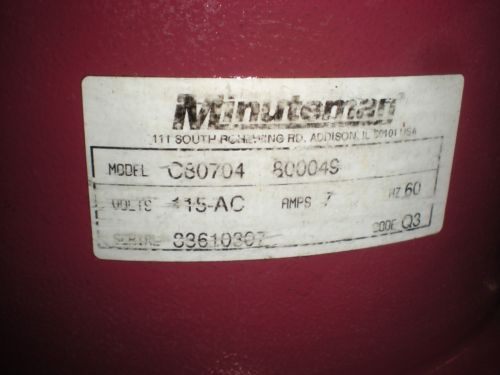 Minuteman
111 SOUTH ROHLWING RD. ADDISON, IL 60101 USA
MODEL C80704 80004S
VOLTS 115-AC AMPS 7 HZ 60
SERIAL CODE Q3